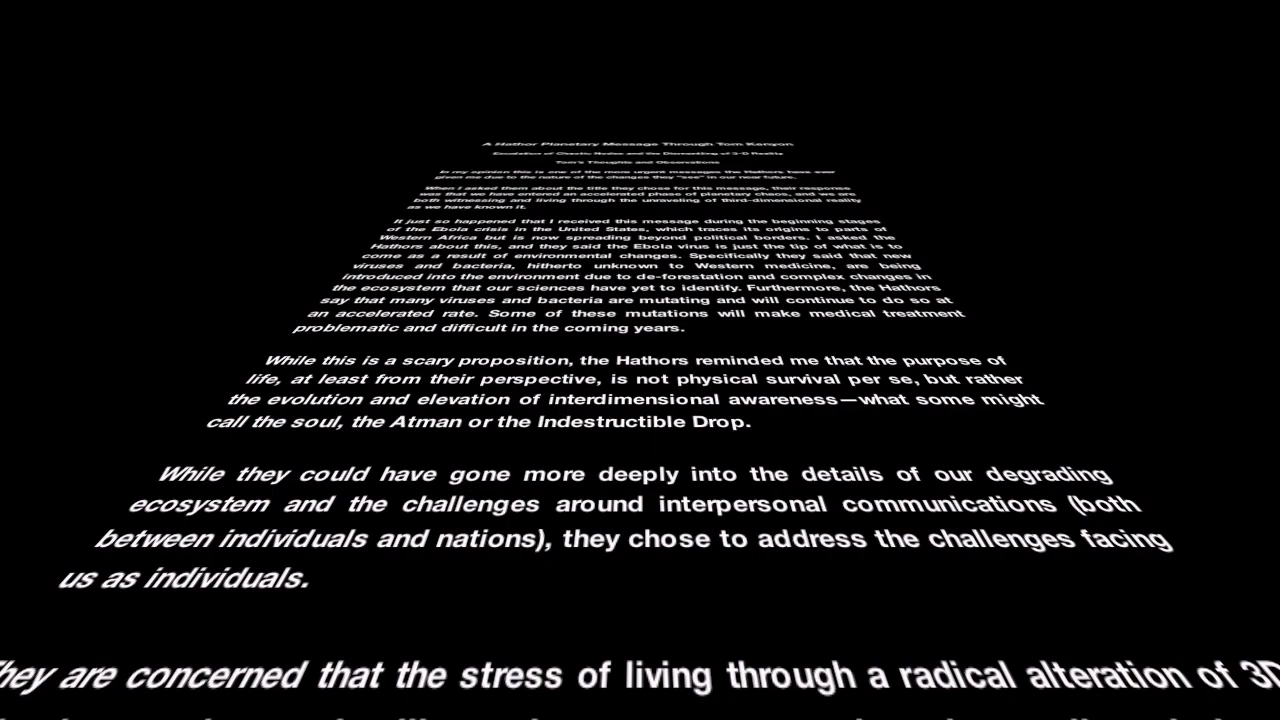 A Hathor Planetary Message Through Tom Kenyon
Escalation of Chaotic Nodes and the Dismantling of 3-D Reality
Tom's Thoughts and Observations
In my opinion this is one of the more urgent messages the Hathors have ever
given me due to the nature of the changes they "see" in our near future.
When I asked them about the title they chose for this message, their response
was that we have entered an accelerated phase of planetary chaos, and we are
both witnessing and living through the unraveling of third-dimensional reality
as we have known it.
It just so happened that I received this message during the beginning stages
of the Ebola crisis in the United States, which traces its origins to parts of
Western Africa but is now spreading beyond political borders. I asked the
Hathors about this, and they said the Ebola virus is just the tip of what is to
come as a result of environmental changes. Specifically they said that new
viruses and bacteria, hitherto unknown to Western medicine, are being
introduced into the environment due to de-forestation and complex changes in
the ecosystem that our sciences have yet to identify. Furthermore, the Hathors
say that many viruses and bacteria are mutating and will continue to do so at
an accelerated rate. Some of these mutations will make medical treatment
problematic and difficult in the coming years.
While this is a scary proposition, the Hathors reminded me that the purpose of
life, at least from their perspective, is not physical survival per se, but rather
the evolution and elevation of interdimensional awareness—what some might
call the soul, the Atman or the Indestructible Drop.
While they could have gone more deeply into the details of our degrading
ecosystem and the challenges around interpersonal communications (both
between individuals and nations), they chose to address the challenges facing
us as individuals.
They are concerned that the stress of living through a radical alteration of 3D